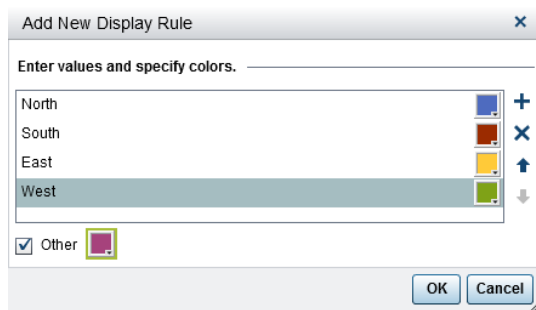 Add New Display Rule
Enter values and specify colors.
North
South
East
West
Other
OK Cancel